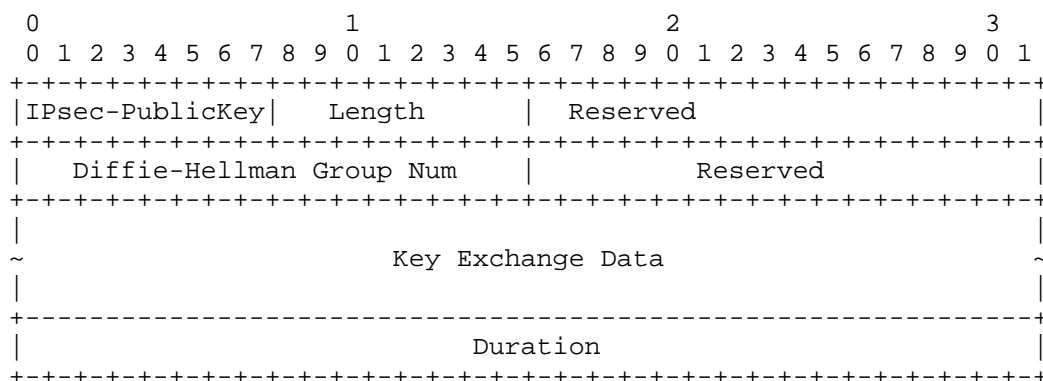 0                   1                   2                   3
 0 1 2 3 4 5 6 7 8 9 0 1 2 3 4 5 6 7 8 9 0 1 2 3 4 5 6 7 8 9 0 1
+-+-+-+-+-+-+-+-+-+-+-+-+-+-+-+-+-+-+-+-+-+-+-+-+-+-+-+-+-+-+-+-+
|IPsec-PublicKey|   Length      |  Reserved                     |
+-+-+-+-+-+-+-+-+-+-+-+-+-+-+-+-+-+-+-+-+-+-+-+-+-+-+-+-+-+-+-+-+
|   Diffie-Hellman Group Num    |          Reserved             |
+-+-+-+-+-+-+-+-+-+-+-+-+-+-+-+-+-+-+-+-+-+-+-+-+-+-+-+-+-+-+-+-+
|                                                               |
~                       Key Exchange Data                       ~
|                                                               |
+---------------------------------------------------------------+
|                            Duration                           |
+-+-+-+-+-+-+-+-+-+-+-+-+-+-+-+-+-+-+-+-+-+-+-+-+-+-+-+-+-+-+-+-+